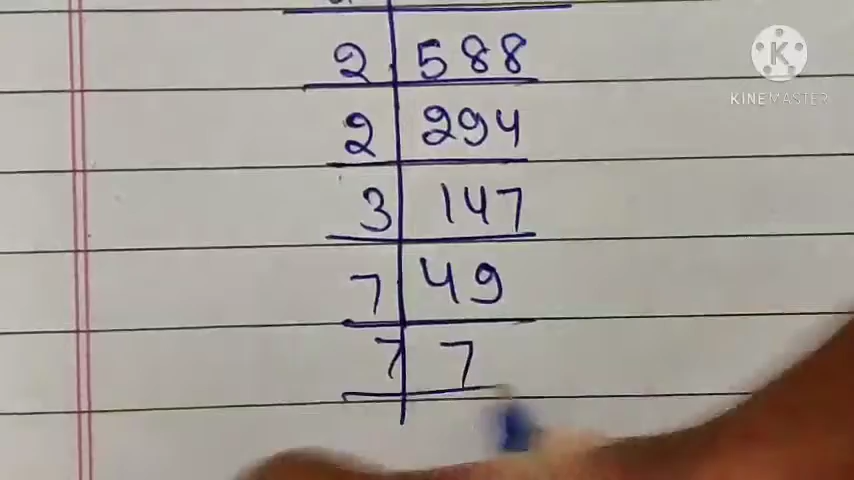 2 588
2 294
3 147
7 49
7 7
K
KINEMASTER